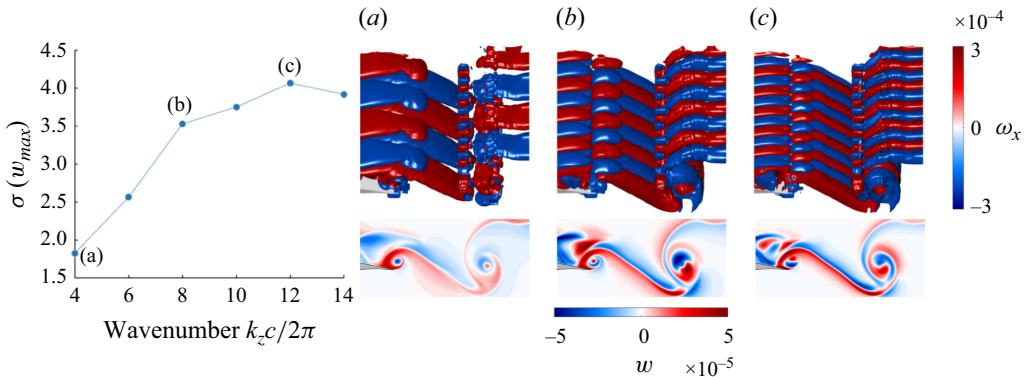 4.5
4.0
3.5
3.0
2.5
2.0
1.5
σ (w_max)
(a)
(b)
(c)
4 6 8 10 12 14
Wavenumber k_z c/2π
(a) (b) (c)
×10⁻⁴
3
0 ω_x
−3
−5 0 5
w ×10⁻⁵